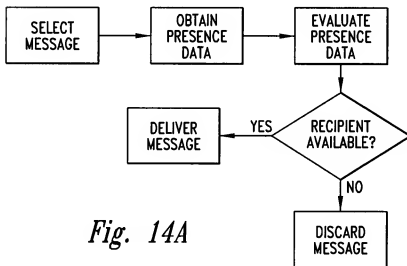 SELECT
MESSAGE
OBTAIN
PRESENCE
DATA
EVALUATE
PRESENCE
DATA
RECIPIENT
AVAILABLE?
YES
DELIVER
MESSAGE
NO
DISCARD
MESSAGE
Fig. 14A